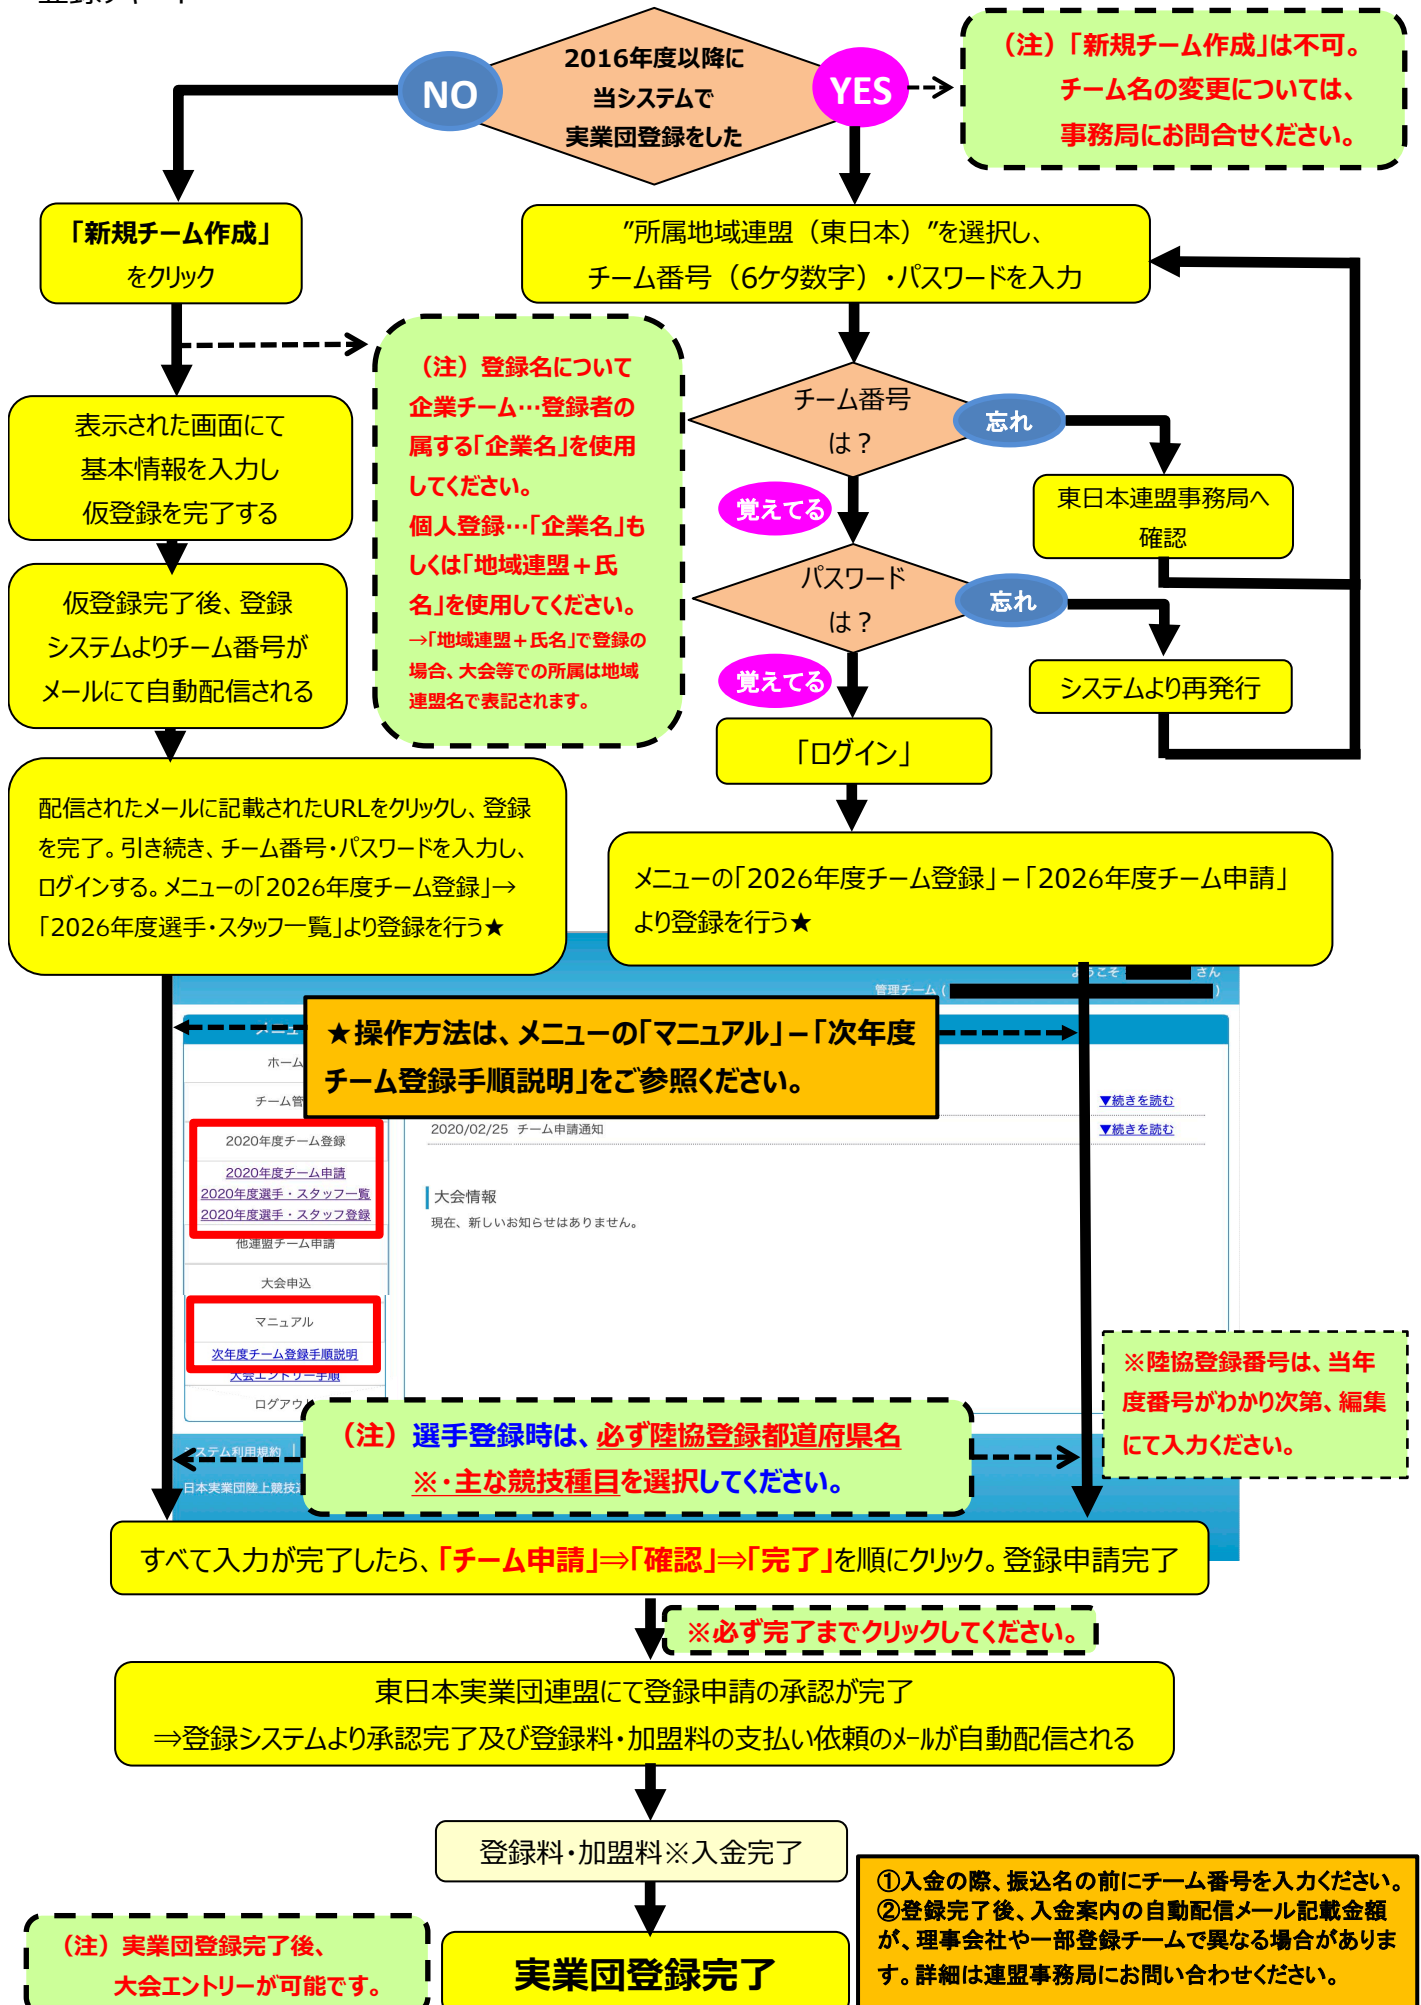 2016年度以降に
当システムで
実業団登録をした
NO
YES
（注）「新規チーム作成」は不可。
チーム名の変更については、
事務局にお問合せください。
「新規チーム作成」
をクリック
”所属地域連盟（東日本）”を選択し、
チーム番号（6ケタ数字）・パスワードを入力
（注）登録名について
企業チーム…登録者の
属する「企業名」を使用
してください。
個人登録…「企業名」も
しくは「地域連盟＋氏
名」を使用してください。
→「地域連盟＋氏名」で登録の
場合、大会等での所属は地域
連盟名で表記されます。
表示された画面にて
基本情報を入力し
仮登録を完了する
チーム番号
は？
忘れ
覚えてる
東日本連盟事務局へ
確認
仮登録完了後、登録
システムよりチーム番号が
メールにて自動配信される
パスワード
は？
忘れ
覚えてる
システムより再発行
「ログイン」
配信されたメールに記載されたURLをクリックし、登録
を完了。引き続き、チーム番号・パスワードを入力し、
ログインする。メニューの「2026年度チーム登録」→
「2026年度選手・スタッフ一覧」より登録を行う★
メニューの「2026年度チーム登録」－「2026年度チーム申請」
より登録を行う★
ようこそ
さん
管理チーム (
)
★操作方法は、メニューの「マニュアル」－「次年度
チーム登録手順説明」をご参照ください。
ホーム
チーム管
▼続きを読む
2020/02/25 チーム申請通知
▼続きを読む
2020年度チーム登録
2020年度チーム申請
2020年度選手・スタッフ一覧
2020年度選手・スタッフ登録
他連盟チーム申請
大会情報
現在、新しいお知らせはありません。
大会申込
マニュアル
次年度チーム登録手順説明
大会エントリー手順
ログアウト
※陸協登録番号は、当年
度番号がわかり次第、編集
にて入力ください。
（注）選手登録時は、必ず陸協登録都道府県名
※・主な競技種目を選択してください。
システム利用規約
日本実業団陸上競技
すべて入力が完了したら、「チーム申請」⇒「確認」⇒「完了」を順にクリック。登録申請完了
※必ず完了までクリックしてください。
東日本実業団連盟にて登録申請の承認が完了
⇒登録システムより承認完了及び登録料・加盟料の支払い依頼のメールが自動配信される
登録料・加盟料※入金完了
①入金の際、振込名の前にチーム番号を入力ください。
②登録完了後、入金案内の自動配信メール記載金額
が、理事会社や一部登録チームで異なる場合がありま
す。詳細は連盟事務局にお問い合わせください。
（注）実業団登録完了後、
大会エントリーが可能です。
実業団登録完了